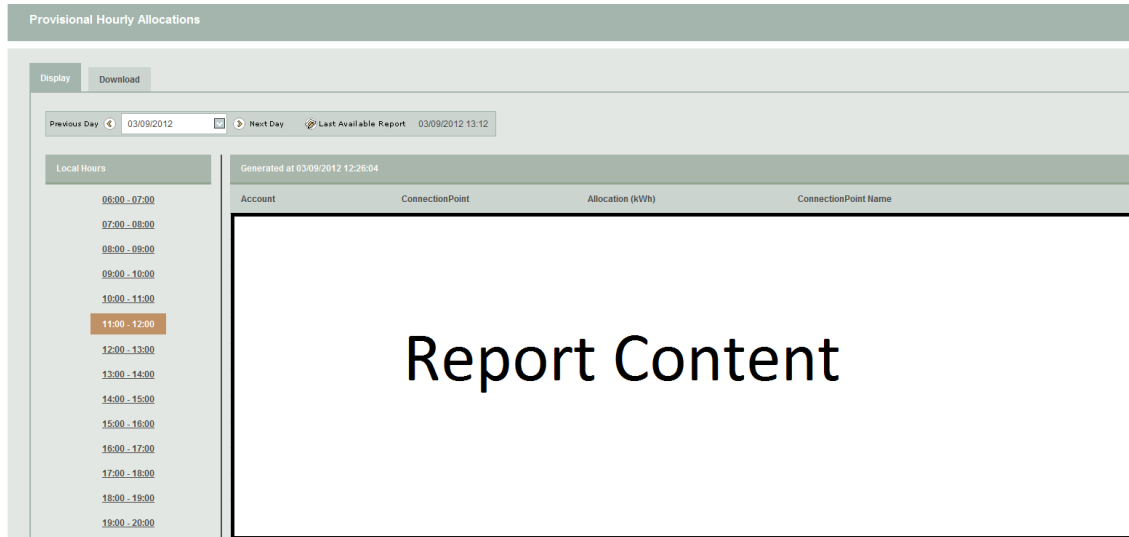 Provisional Hourly Allocations
Display Download
Previous Day 03/09/2012 Next Day Last Available Report 03/09/2012 13:12
Local Hours
06:00 - 07:00
07:00 - 08:00
08:00 - 09:00
09:00 - 10:00
10:00 - 11:00
11:00 - 12:00
12:00 - 13:00
13:00 - 14:00
14:00 - 15:00
15:00 - 16:00
16:00 - 17:00
17:00 - 18:00
18:00 - 19:00
19:00 - 20:00
Generated at 03/09/2012 12:26:04
Account ConnectionPoint Allocation (kWh) ConnectionPoint Name
Report Content